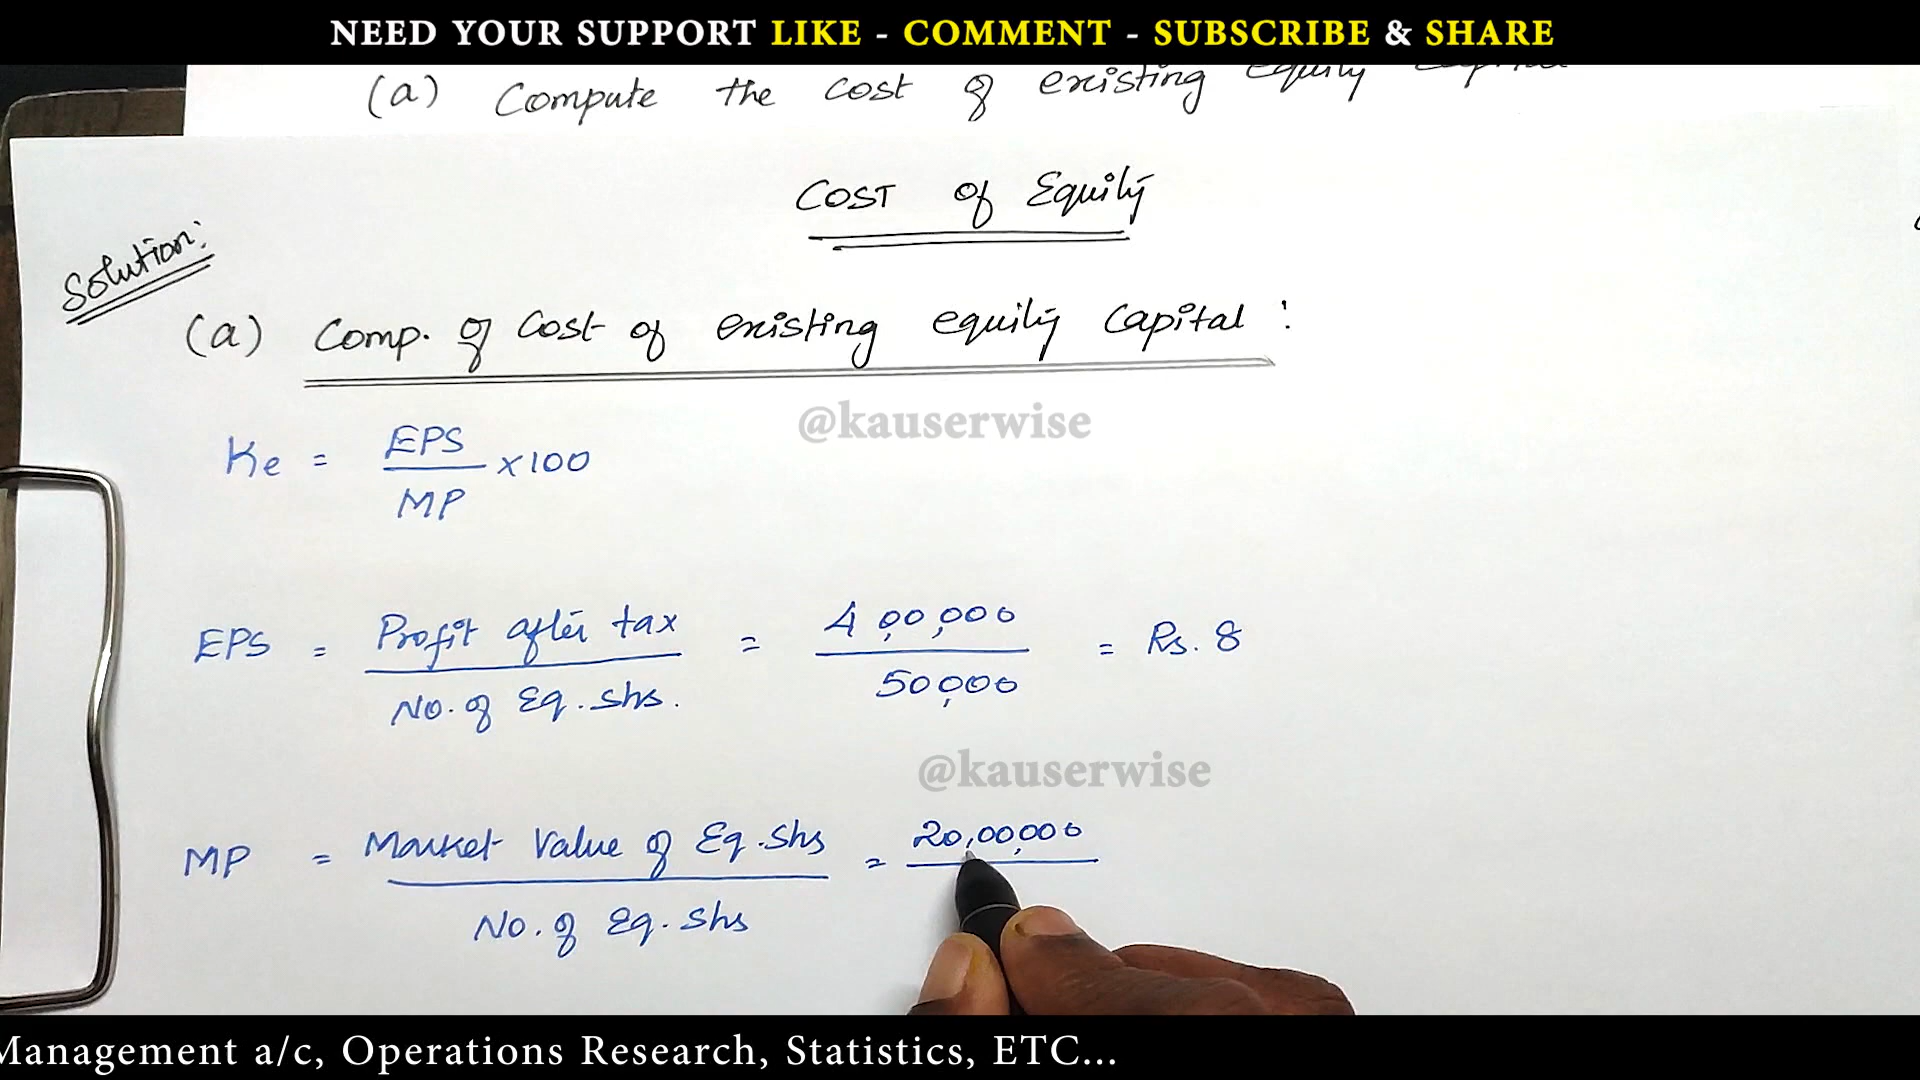 NEED YOUR SUPPORT LIKE - COMMENT - SUBSCRIBE & SHARE
(a) Compute the cost of existing equity
COST of Equity
Solution:
(a) Comp. of Cost of existing equity Capital :
@kauserwise
Ke = EPS / MP × 100
EPS = Profit after tax / No. of Eq. shs. = 4,00,000 / 50,000 = Rs. 8
@kauserwise
MP = Market Value of Eq. Shs / No. of Eq. Shs = 20,00,000
Management a/c, Operations Research, Statistics, ETC...